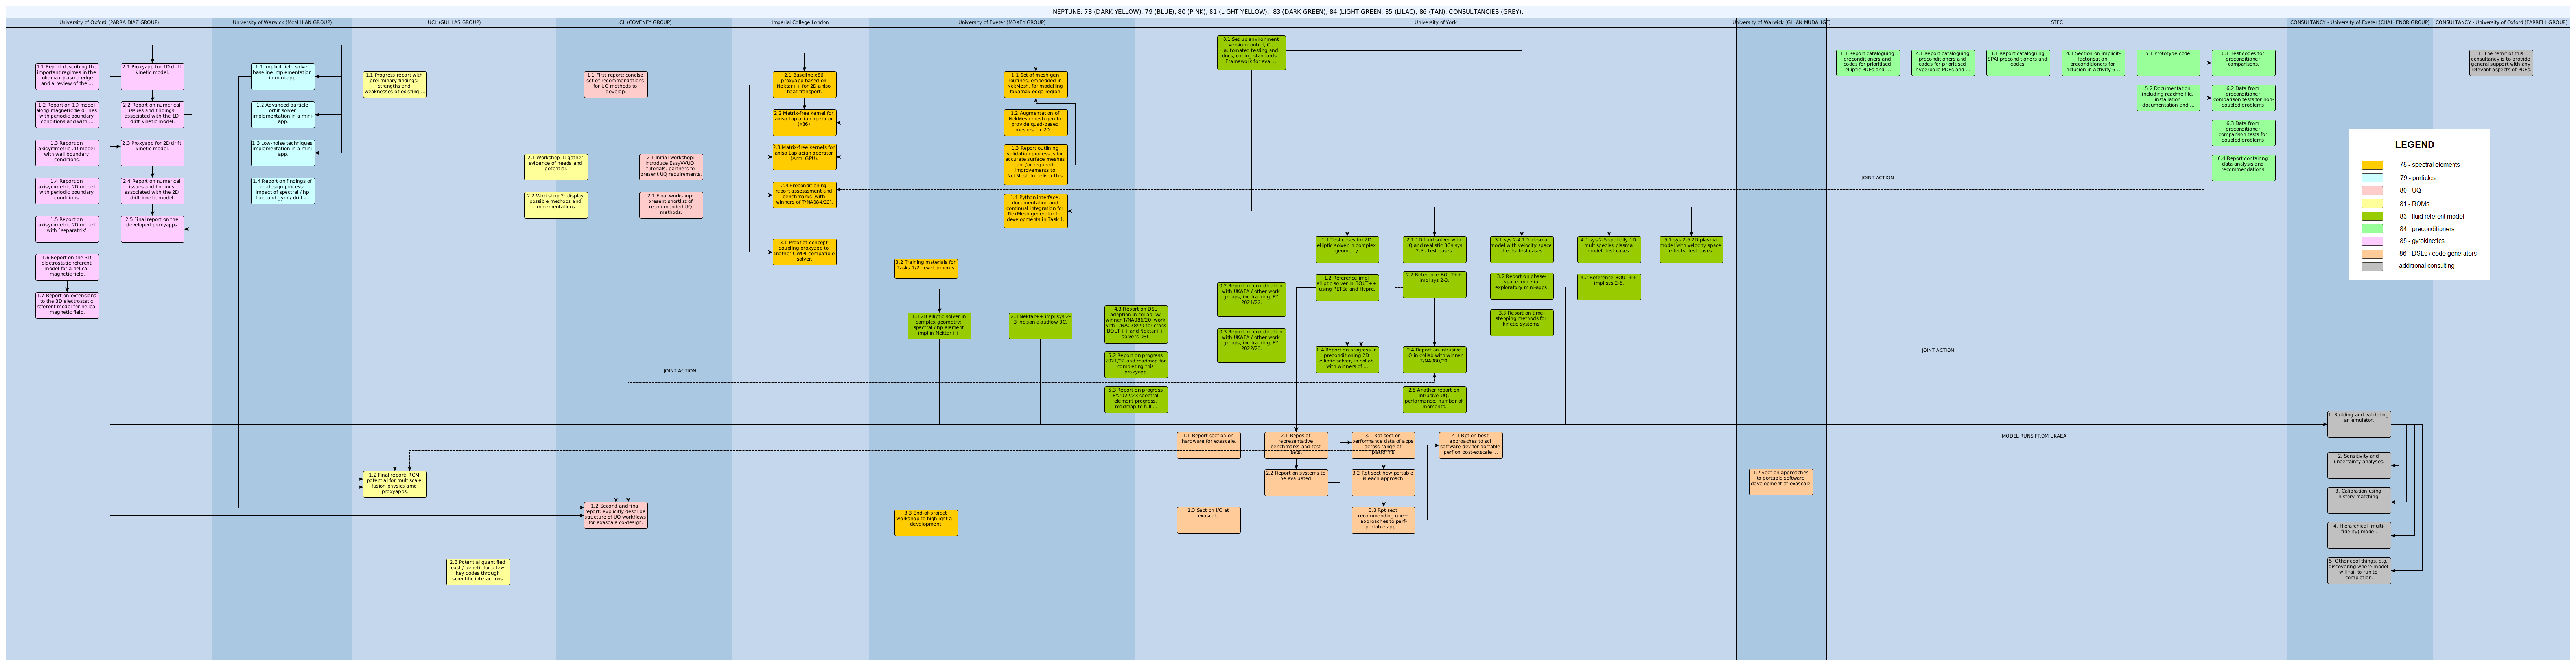 NEPTUNE: 78 (DARK YELLOW), 79 (BLUE), 80 (PINK), 81 (LIGHT YELLOW), 83 (DARK GREEN), 84 (LIGHT GREEN, 85 (LILAC), 86 (TAN), CONSULTANCIES (GREY).
University of Oxford (PARRA DIAZ GROUP)
University of Warwick (McMILLAN GROUP)
UCL (GUILLAS GROUP)
UCL (COVENEY GROUP)
Imperial College London
University of Exeter (MOXEY GROUP)
University of York
University of Warwick (GIHAN MUDALIGE)
STFC
CONSULTANCY - University of Exeter (CHALLENOR GROUP)
CONSULTANCY - University of Oxford (FARRELL GROUP)
1.1 Report describing the
important regimes in the
tokamak plasma edge
and a review of the ...
1.2 Report on 1D model
along magnetic field lines
with periodic boundary
conditions and with ...
1.3 Report on
axisymmetric 2D model
with wall boundary
conditions.
1.4 Report on
axisymmetric 2D model
with periodic boundary
conditions.
1.5 Report on
axisymmetric 2D model
with `separatrix'.
1.6 Report on the 3D
electrostatic referent
model for a helical
magnetic field.
1.7 Report on extensions
to the 3D electrostatic
referent model for helical
magnetic field.
2.1 Proxyapp for 1D drift
kinetic model.
2.2 Report on numerical
issues and findings
associated with the 1D
drift kinetic model.
2.3 Proxyapp for 2D drift
kinetic model.
2.4 Report on numerical
issues and findings
associated with the 2D
drift kinetic model.
2.5 Final report on the
developed proxyapps.
1.1 Implicit field solver
baseline implementation
in mini-app.
1.2 Advanced particle
orbit solver
implementation in a mini-
app.
1.3 Low-noise techniques
implementation in a mini-
app.
1.4 Report on findings of
co-design process:
impact of spectral / hp
fluid and gyro / drift -...
1.1 Progress report with
preliminary findings:
strengths and
weaknesses of existing ...
2.1 Workshop 1: gather
evidence of needs and
potential.
2.2 Workshop 2: display
possible methods and
implementations.
1.2 Final report: ROM
potential for multiscale
fusion physics amd
proxyapps.
2.3 Potential quantified
cost / benefit for a few
key codes through
scientific interactions.
1.1 First report: concise
set of recommendations
for UQ methods to
develop.
2.1 Initial workshop:
introduce EasyVVUQ,
tutorials, partners to
present UQ requirements.
2.1 Final workshop:
present shortlist of
recommended UQ
methods.
JOINT ACTION
1.2 Second and final
report: explicitly describe
structure of UQ workflows
for exascale co-design.
2.1 Baseline x86
proxyapp based on
Nektar++ for 2D aniso
heat transport.
2.2 Matrix-free kernel for
aniso Laplacian operator
(x86).
2.3 Matrix-free kernels for
aniso Laplacian operator
(Arm, GPU).
2.4 Preconditioning
report assesssment and
benchmarks (with
winners of T/NA084/20).
3.1 Proof-of-concept
coupling proxyapp to
another CWIPI-compatible
solver.
1.1 Set of mesh gen
routines, embedded in
NekMesh, for modelling
tokamak edge region.
1.2 Augmentation of
NekMesh mesh gen to
provide quad-based
meshes for 2D ...
1.3 Report outlining
validation processes for
accurate surface meshes
and/or required
improvements to
NekMesh to deliver this.
1.4 Python interface,
documentation and
continual integration for
NekMesh generator for
developments in Task 1.
3.2 Training materials for
Tasks 1/2 developments.
1.3 2D elliptic solver in
complex geometry:
spectral / hp element
impl in Nektar++.
2.3 Nektar++ impl sys 2-
3 inc sonic outflow BC.
3.3 End-of-project
workshop to highlight all
development.
4.3 Report on DSL
adoption in collab. w/
winner T/NA086/20, work
with T/NA078/20 for cross
BOUT++ and Nektar++
solvers DSL.
5.2 Report on progress
2021/22 and roadmap for
completing this
proxyapp.
5.3 Report on progress
FY2022/23 spectral
element progress,
roadmap to full ...
0.1 Set up environment
version control, CI,
automated testing and
docs, coding standards.
Framework for eval ...
0.2 Report on coordination
with UKAEA / other work
groups, inc training, FY
2021/22.
0.3 Report on coordination
with UKAEA / other work
groups, inc training, FY
2022/23.
1.1 Test cases for 2D
elliptic solver in complex
geometry.
1.2 Reference impl
elliptic solver in BOUT++
using PETSc and Hypre.
1.4 Report on progress in
preconditioning 2D
elliptic solver, in collab
with winners of ...
2.1 1D fluid solver with
UQ and realistic BCs sys
2-3 - test cases.
2.2 Reference BOUT++
impl sys 2-3.
2.4 Report on intrusive
UQ in collab with winner
T/NA080/20.
2.5 Another report on
intrusive UQ,
performance, number of
moments.
3.1 sys 2-4 1D plasma
model with velocity space
effects: test cases.
3.2 Report on phase-
space impl via
exploratory mini-apps.
3.3 Report on time-
stepping methods for
kinetic systems.
4.1 sys 2-5 spatially 1D
multispecies plasma
model, test cases.
4.2 Reference BOUT++
impl sys 2-5.
5.1 sys 2-6 2D plasma
model with velocity space
effects, test cases.
1.1 Report section on
hardware for exascale.
1.3 Sect on I/O at
exascale.
2.1 Repos of
representative
benchmarks and test
sets.
2.2 Report on systems to
be evaluated.
3.1 Rpt sect on
performance data of apps
across range of
platforms.
3.2 Rpt sect how portable
is each approach.
3.3 Rpt sect
recommending one+
approaches to perf-
portable app ...
4.1 Rpt on best
approaches to sci
software dev for portable
perf on post-exscale ...
1.2 Sect on approaches
to portable software
development at exascale.
1.1 Report cataloguing
preconditioners and
codes for prioritised
elliptic PDEs and ...
2.1 Report cataloguing
preconditioners and
codes for prioritised
hyperbolic PDEs and ...
3.1 Report cataloguing
SPAI preconditioners and
codes.
4.1 Section on implicit-
factorisation
preconditioners for
inclusion in Activity 6 ...
5.1 Prototype code.
5.2 Documentation
including readme file,
installation
documentation and ...
6.1 Test codes for
preconditioner
comparisons.
6.2 Data from
preconditioner
comparison tests for non-
coupled problems.
6.3 Data from
preconditioner
comparison tests for
coupled problems.
6.4 Report containing
data analysis and
recommendations.
JOINT ACTION
JOINT ACTION
MODEL RUNS FROM UKAEA
1. Building and validating
an emulator.
2. Sensitivity and
uncertainty analyses.
3. Calibration using
history matching.
4. Hierarchical (multi-
fidelity) model.
5. Other cool things, e.g.
discovering where model
will fail to run to
completion.
1. The remit of this
consultancy is to provide
general support with any
relevant aspects of PDEs.
LEGEND
78 - spectral elements
79 - particles
80 - UQ
81 - ROMs
83 - fluid referent model
84 - preconditioners
85 - gyrokinetics
86 - DSLs / code generators
additional consulting